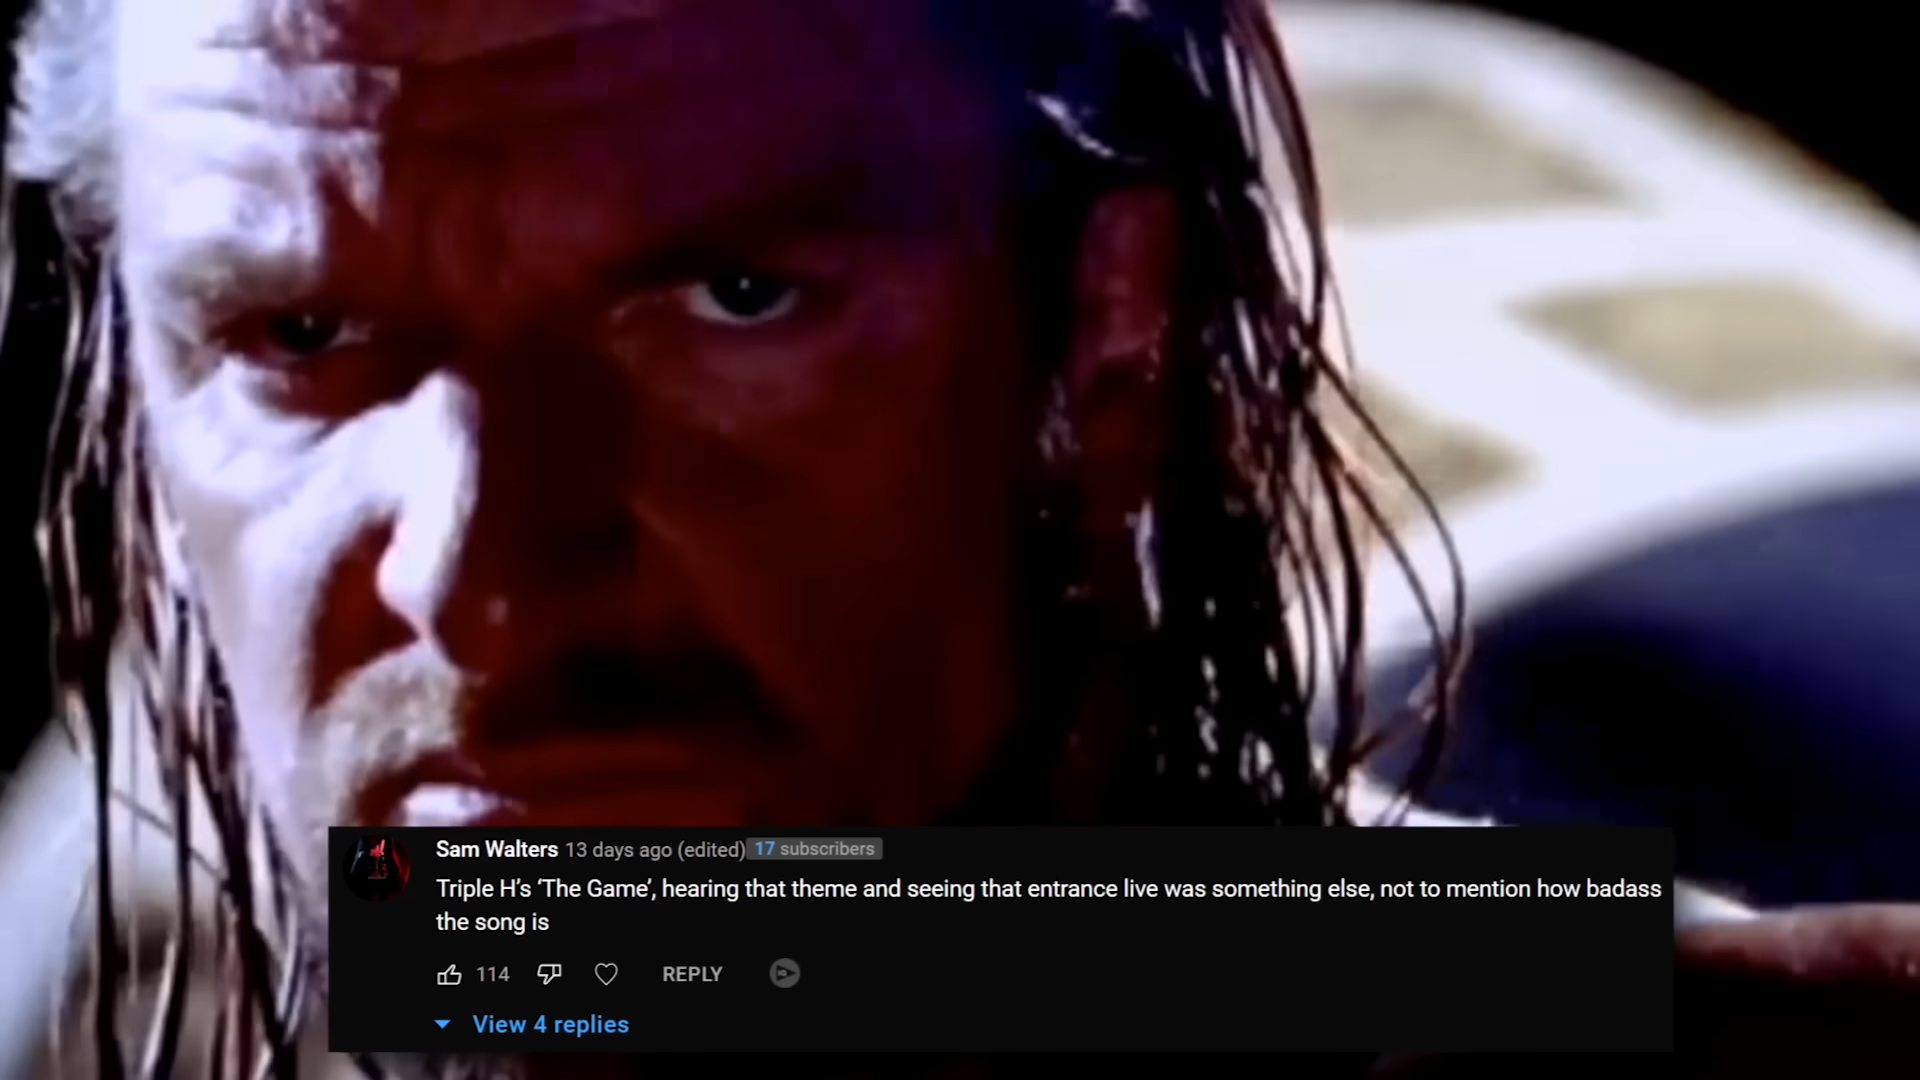 Sam Walters 13 days ago (edited) 17 subscribers
Triple H’s ‘The Game’, hearing that theme and seeing that entrance live was something else, not to mention how badass
the song is
114 REPLY
View 4 replies